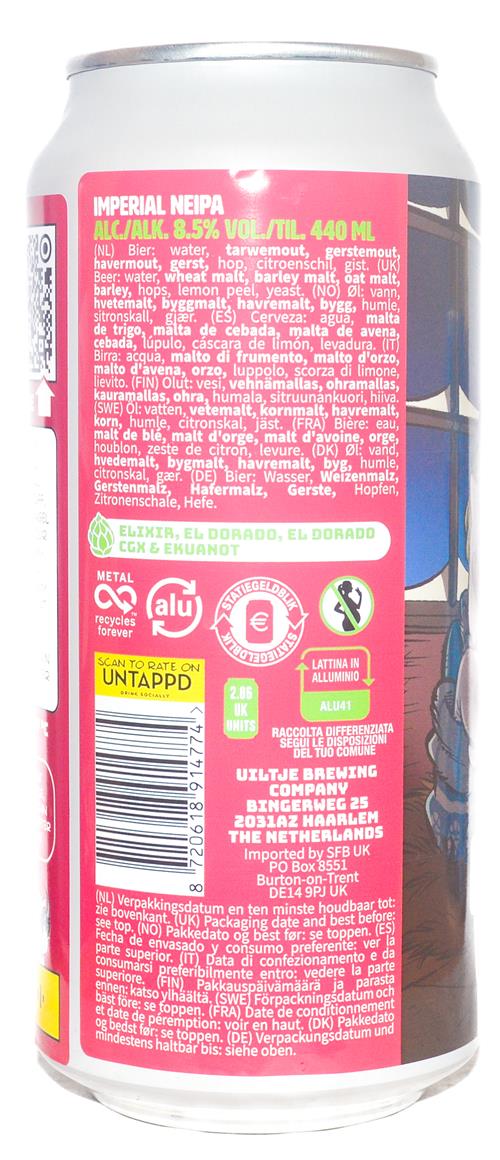 IMPERIAL NEIPA
ALC./ALK. 8.5% VOL./TIL. 440 ML
(NL) Bier: water, tarwemout, gerstemout,
havermout, gerst, hop, citroenschil, gist. (UK)
Beer: water, wheat malt, barley malt, oat malt,
barley, hops, lemon peel, yeast. (NO) Øl: vann,
hvetemalt, byggmalt, havremalt, bygg, humle,
sitronskall, gjær. (ES) Cerveza: agua, malta
de trigo, malta de cebada, malta de avena,
cebada, lúpulo, cáscara de limón, levadura. (IT)
Birra: acqua, malto di frumento, malto d'orzo,
malto d'avena, orzo, luppolo, scorza di limone,
lievito. (FIN) Olut: vesi, vehnämallas, ohramallas,
kauramallas, ohra, humala, sitruunankuori, hiiva.
(SWE) Öl: vatten, vetemalt, kornmalt, havremalt,
korn, humle, citronskal, jäst. (FRA) Bière: eau,
malt de blé, malt d'orge, malt d'avoine, orge,
houblon, zeste de citron, levure. (DK) Øl: vand,
hvedemalt, bygmalt, havremalt, byg, humle,
citronskal, gær. (DE) Bier: Wasser, Weizenmalz,
Gerstenmalz, Hafermalz, Gerste, Hopfen,
Zitronenschale, Hefe.
ELIXIR, EL DORADO, EL DORADO
CGX & EKUANOT
METAL
recycles
forever
TM
alu
STATIEGELDBLIK
€
STATIEGELDBLIK
SCAN TO RATE ON
UNTAPPD
DRINK SOCIALLY
2.86
UK
UNITS
LATTINA IN
ALLUMINIO
ALU41
RACCOLTA DIFFERENZIATA
SEGUI LE DISPOSIZIONI
DEL TUO COMUNE
8 720618 914774 >
UILTJE BREWING
COMPANY
BINGERWEG 25
2031AZ HAARLEM
THE NETHERLANDS
Imported by SFB UK
PO Box 8551
Burton-on-Trent
DE14 9PJ UK
(NL) Verpakkingsdatum en ten minste houdbaar tot:
zie bovenkant. (UK) Packaging date and best before:
see top. (NO) Pakkedato og best før: se toppen. (ES)
Fecha de envasado y consumo preferente: ver la
parte superior. (IT) Data di confezionamento e da
consumarsi preferibilmente entro: vedere la parte
superiore. (FIN) Pakkauspäivämäärä ja parasta
ennen: katso ylhäältä. (SWE) Förpackningsdatum och
bäst före: se toppen. (FRA) Date de conditionnement
et date de péremption: voir en haut. (DK) Pakkedato
og bedst før: se toppen. (DE) Verpackungsdatum und
mindestens haltbar bis: siehe oben.